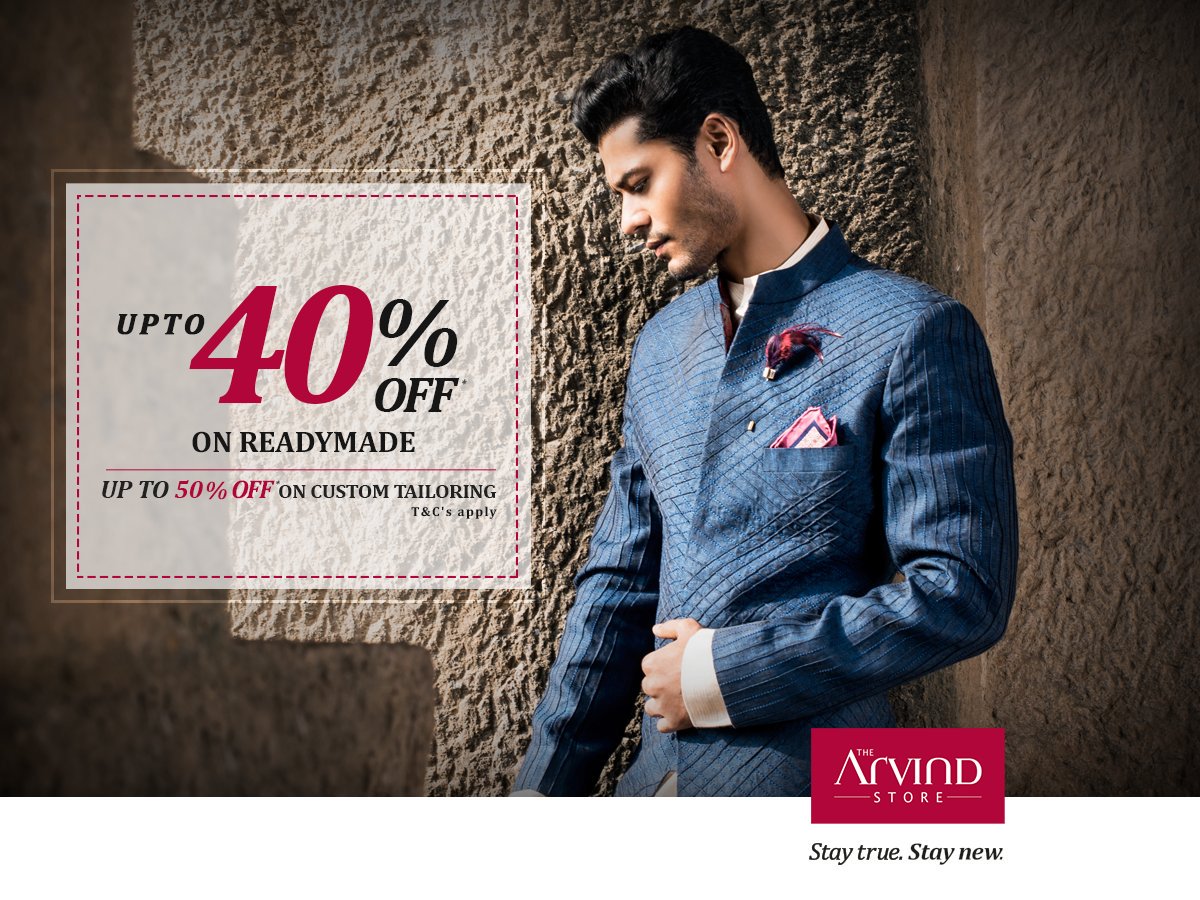 UPTO 40% OFF*
ON READYMADE
UP TO 50% OFF* ON CUSTOM TAILORING
T&C's apply
THE
ARVIND
STORE
Stay true. Stay new.